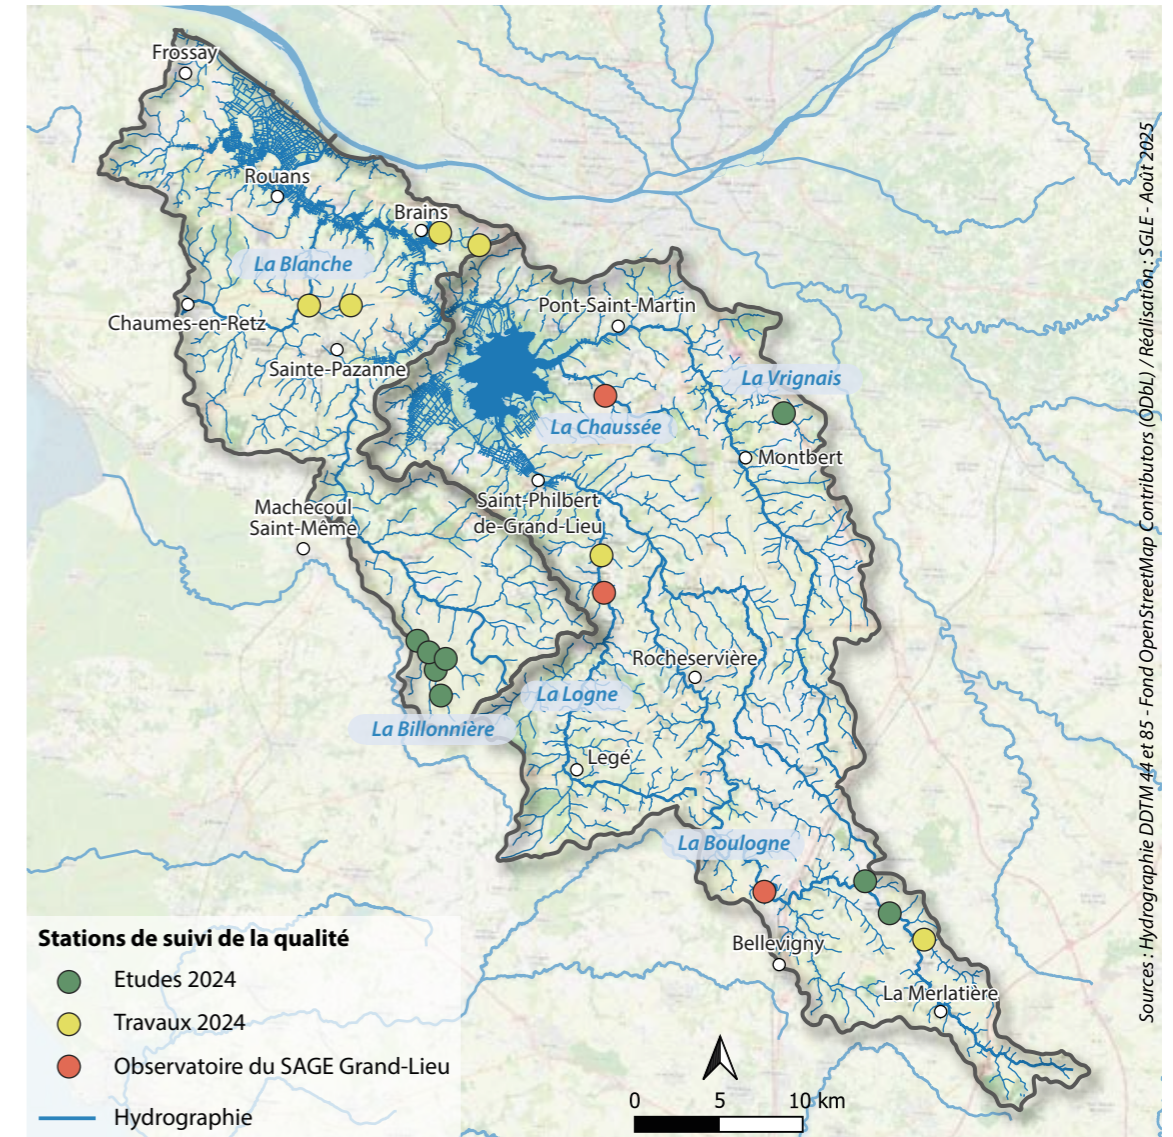 Frossay
Rouans
Brains
La Blanche
Chaumes-en-Retz
Sainte-Pazanne
Pont-Saint-Martin
La Vrignais
La Chaussée
Montbert
Saint-Philbert
de-Grand-Lieu
Machecoul
Saint-Même
Rocheservière
La Logne
La Billonnière
Legé
La Boulogne
Bellevigny
La Merlatière
Stations de suivi de la qualité
Etudes 2024
Travaux 2024
Observatoire du SAGE Grand-Lieu
Hydrographie
0 5 10 km
Sources : Hydrographie DDTM 44 et 85 - Fond OpenStreetMap Contributors (ODbL) / Réalisation : SGLE - Août 2025